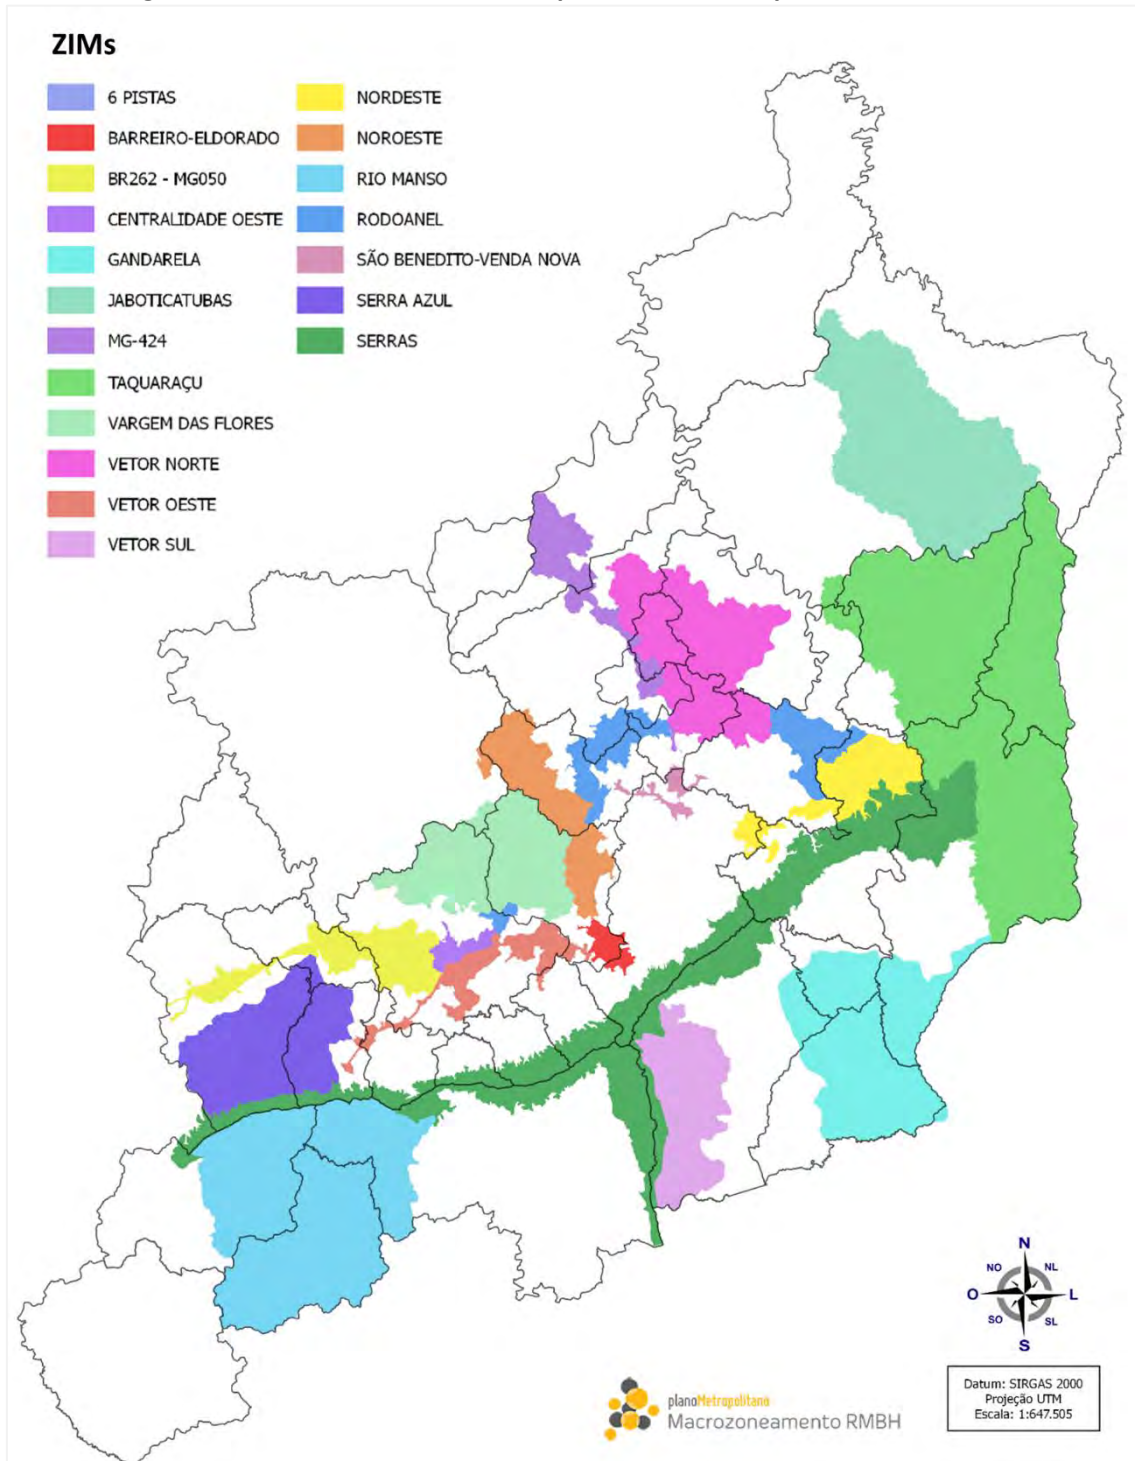 ZIMs
6 PISTAS
BARREIRO-ELDORADO
BR262 - MG050
CENTRALIDADE OESTE
GANDARELA
JABOTICATUBAS
MG-424
TAQUARAÇU
VARGEM DAS FLORES
VETOR NORTE
VETOR OESTE
VETOR SUL
NORDESTE
NOROESTE
RIO MANSO
RODOANEL
SÃO BENEDITO-VENDA NOVA
SERRA AZUL
SERRAS
N
NO NL
O L
SO SL
S
planoMetropolitano
Macrozoneamento RMBH
Datum: SIRGAS 2000
Projeção UTM
Escala: 1:647.505